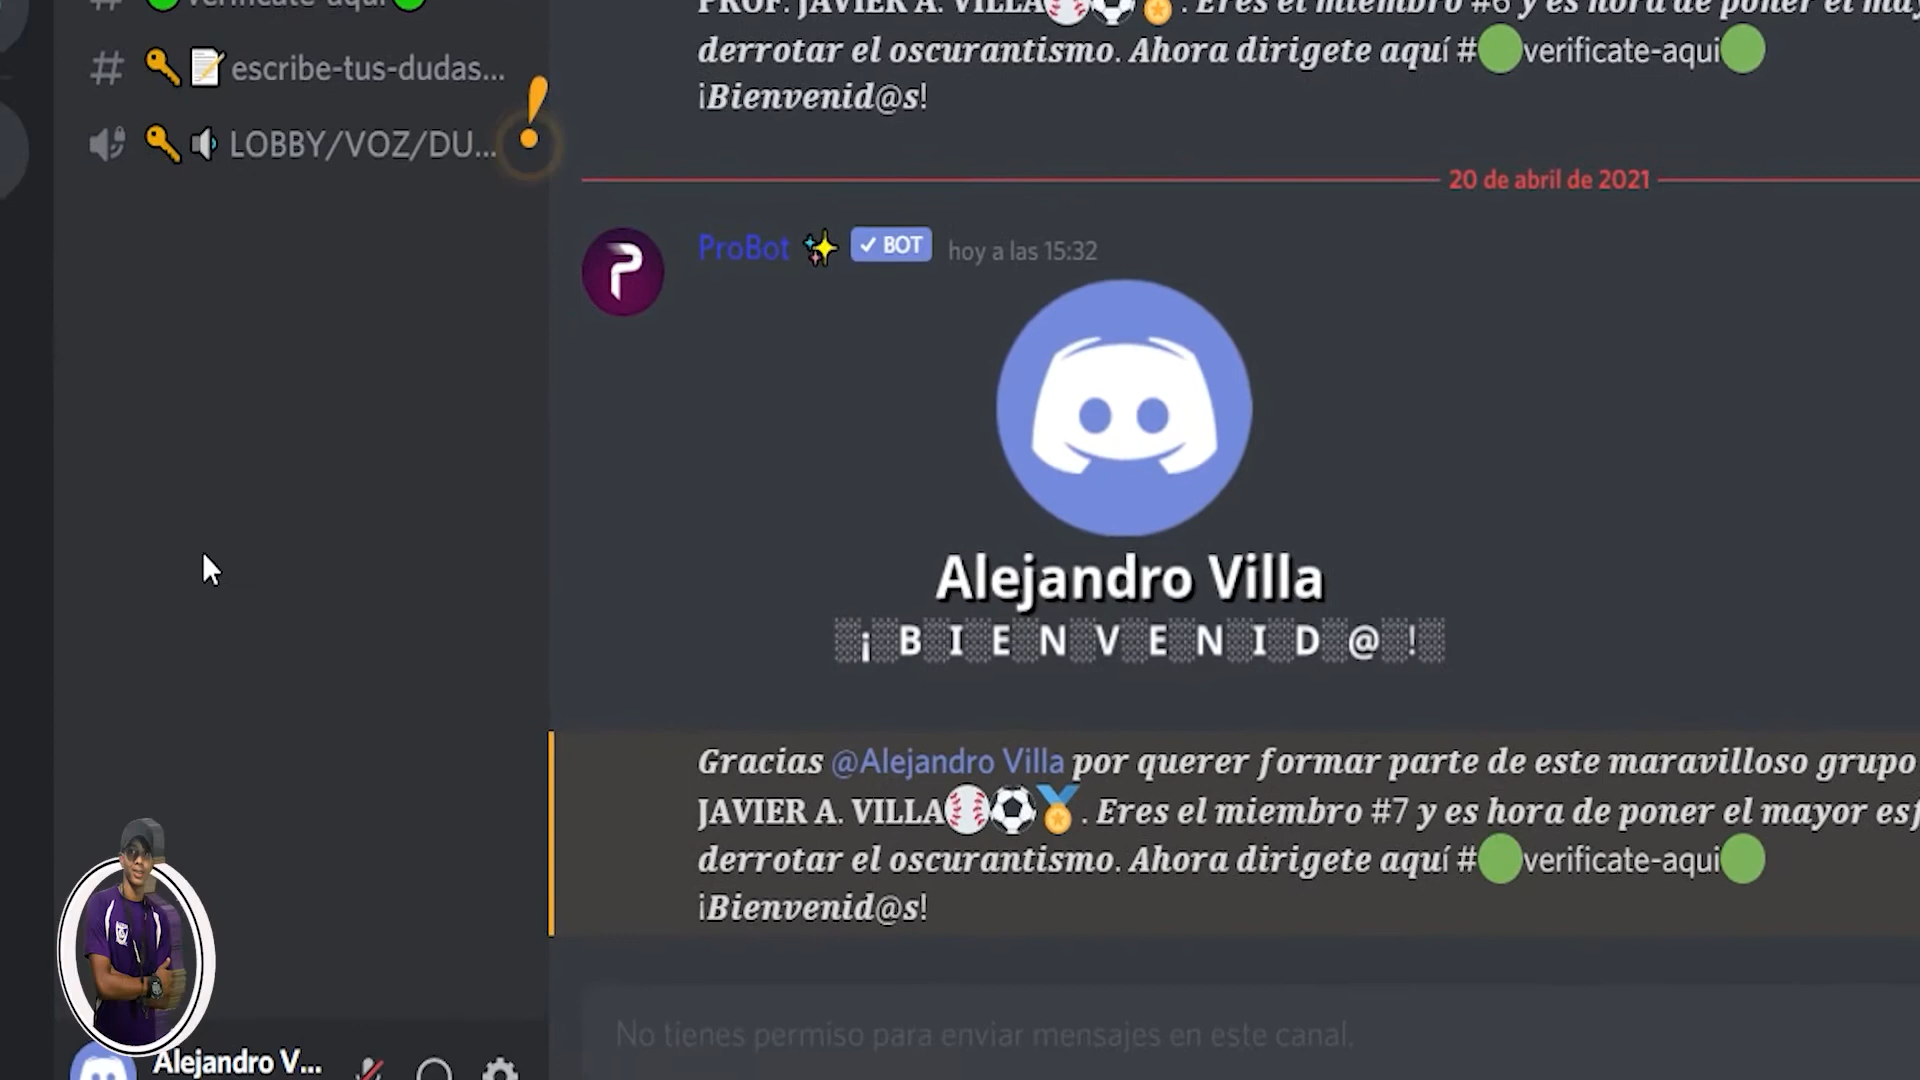 verificate-aqui
escribe-tus-dudas...
LOBBY/VOZ/DU...
PROF. JAVIER A. VILLA⚾⚽🏅. Eres el miembro #6 y es hora de poner el may
derrotar el oscurantismo. Ahora dirigete aquí #🟢verificate-aqui🟢
¡Bienvenid@s!
20 de abril de 2021
ProBot ✨ ✓ BOT hoy a las 15:32
Alejandro Villa
░¡░B░I░E░N░V░E░N░I░D░@░!░
Gracias @Alejandro Villa por querer formar parte de este maravilloso grupo
JAVIER A. VILLA⚾⚽🏅. Eres el miembro #7 y es hora de poner el mayor esf
derrotar el oscurantismo. Ahora dirigete aquí #🟢verificate-aqui🟢
¡Bienvenid@s!
No tienes permiso para enviar mensajes en este canal.
Alejandro V...